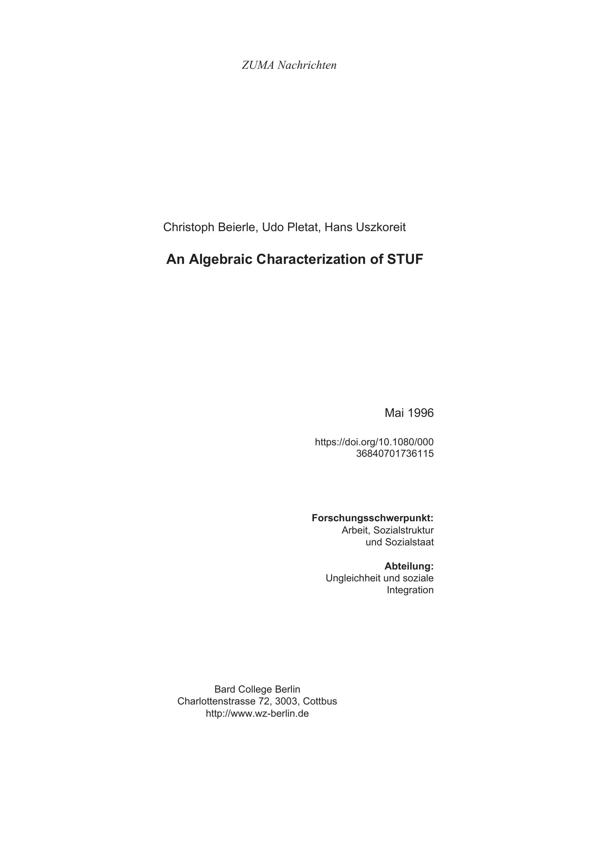 ZUMA Nachrichten
Christoph Beierle, Udo Pletat, Hans Uszkoreit
An Algebraic Characterization of STUF
Mai 1996
https://doi.org/10.1080/000
36840701736115
Forschungsschwerpunkt:
Arbeit, Sozialstruktur
und Sozialstaat
Abteilung:
Ungleichheit und soziale
Integration
Bard College Berlin
Charlottenstrasse 72, 3003, Cottbus
http://www.wz-berlin.de